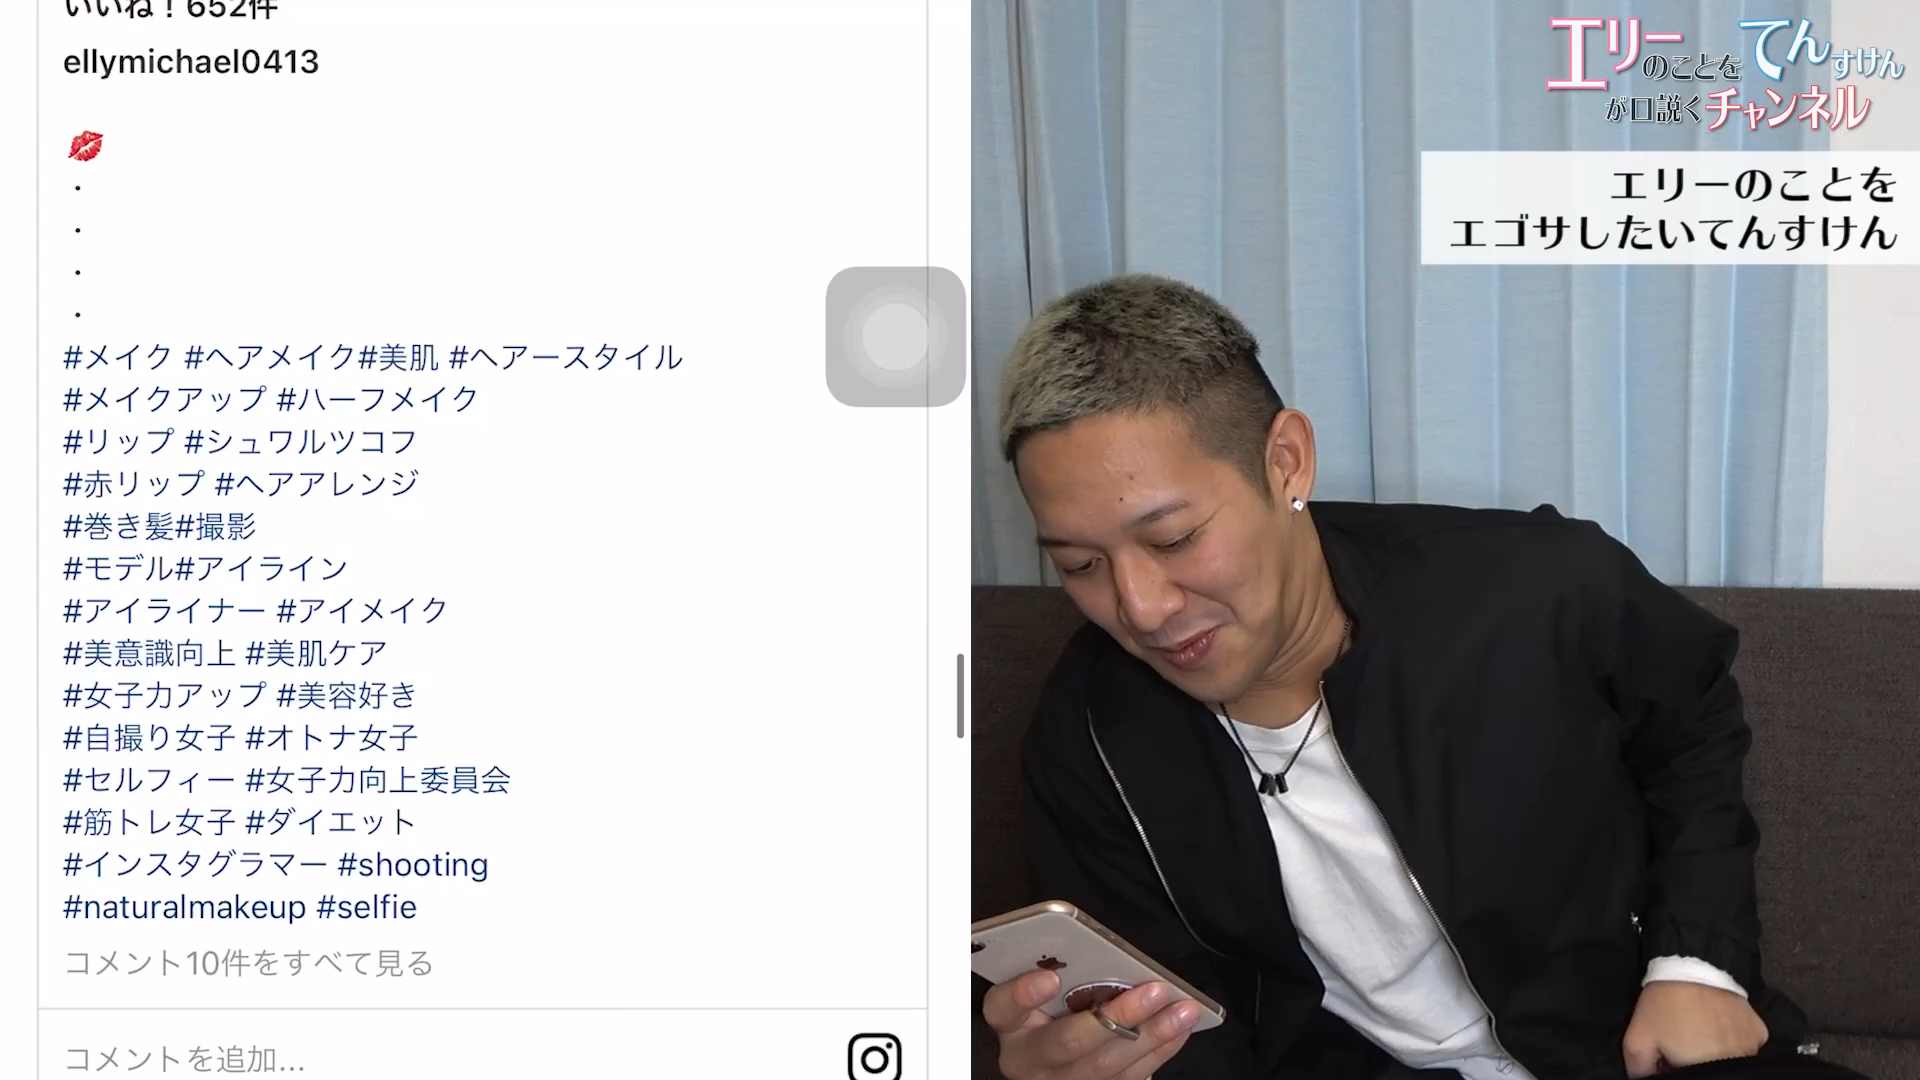 いいね！652件
ellymichael0413
#メイク #ヘアメイク#美肌 #ヘアースタイル
#メイクアップ #ハーフメイク
#リップ #シュワルツコフ
#赤リップ #ヘアアレンジ
#巻き髪#撮影
#モデル#アイライン
#アイライナー #アイメイク
#美意識向上 #美肌ケア
#女子力アップ #美容好き
#自撮り女子 #オトナ女子
#セルフィー #女子力向上委員会
#筋トレ女子 #ダイエット
#インスタグラマー #shooting
#naturalmakeup #selfie
コメント10件をすべて見る
コメントを追加...
エリーのことをてんすけん
が口説くチャンネル
エリーのことを
エゴサしたいてんすけん